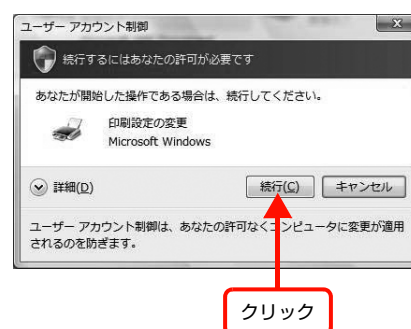 ユーザー アカウント制御
続行するにはあなたの許可が必要です
あなたが開始した操作である場合は、続行してください。
印刷設定の変更
Microsoft Windows
詳細(D)
続行(C)
キャンセル
ユーザー アカウント制御は、あなたの許可なくコンピュータに変更が適用
されるのを防ぎます。
クリック